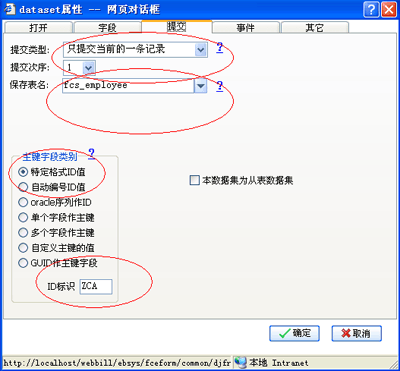 dataset属性 -- 网页对话框
打开 字段 提交 事件 其它
提交类型: 只提交当前的一条记录 ?
提交次序: 1
保存表名: fcs_employee ?
主键字段类别 ?
特定格式ID值
自动编号ID值
oracle序列作ID
单个字段作主键
多个字段作主键
自定义主键的值
GUID作主键字段
ID标识 ZCA
本数据集为从表数据集
确定 取消
http://localhost/webbill/ebsys/fceform/common/djfr 本地 Intranet